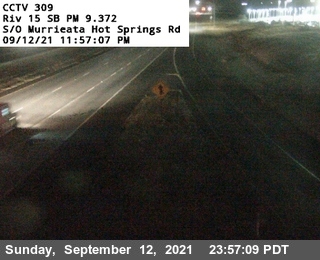 CCTV 309
Riv 15 SB PM 9.372
S/O Murrieata Hot Springs Rd
09/12/21 11:57:07 PM
Sunday, September 12, 2021 23:57:09 PDT